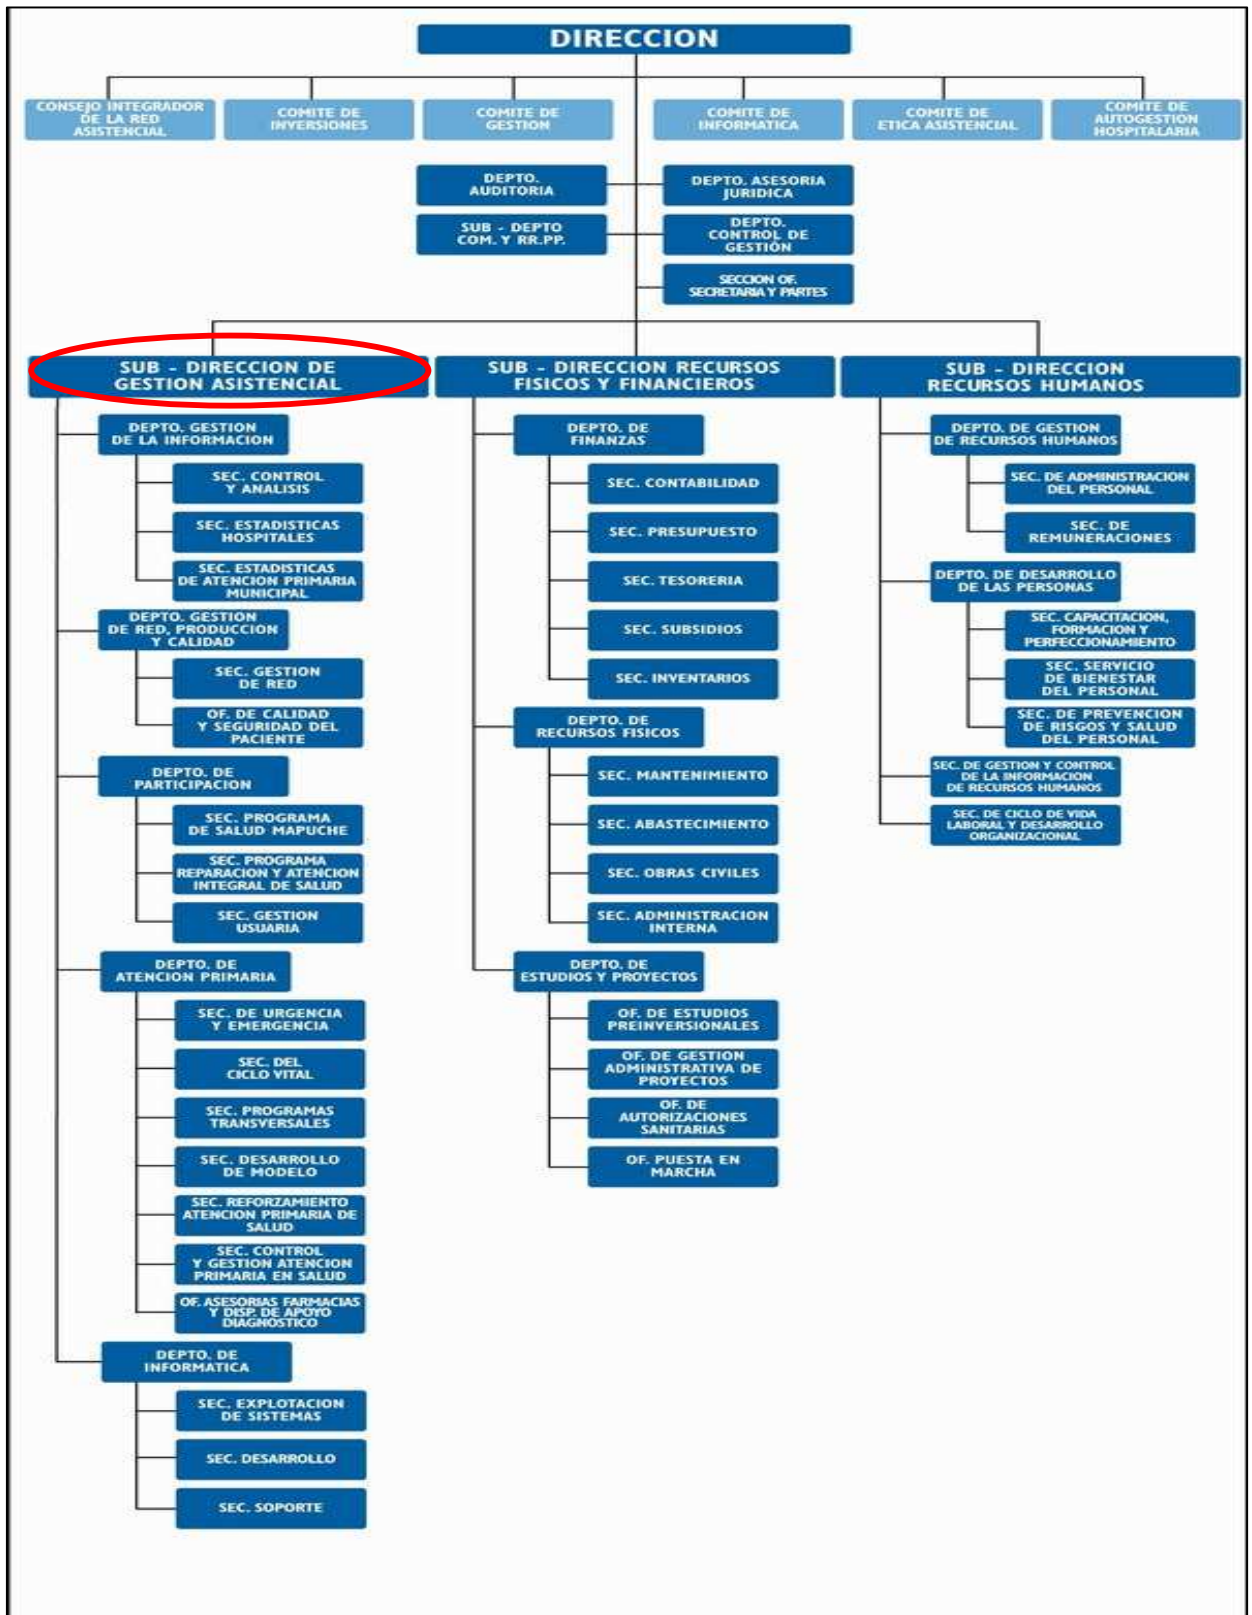 DIRECCION
CONSEJO INTEGRADOR
DE LA RED
ASISTENCIAL
COMITE DE
INVERSIONES
COMITE DE
GESTION
COMITE DE
INFORMATICA
COMITE DE
ETICA ASISTENCIAL
COMITE DE
AUTOGESTION
HOSPITALARIA
DEPTO.
AUDITORIA
DEPTO. ASESORIA
JURIDICA
SUB - DEPTO
COM. Y RR.PP.
DEPTO.
CONTROL DE
GESTIÓN
SECCION OF.
SECRETARIA Y PARTES
SUB - DIRECCION DE
GESTION ASISTENCIAL
DEPTO. GESTION
DE LA INFORMACION
SEC. CONTROL
Y ANALISIS
SEC. ESTADISTICAS
HOSPITALES
SEC. ESTADISTICAS
DE ATENCION PRIMARIA
MUNICIPAL
DEPTO. GESTION
DE RED, PRODUCCION
Y CALIDAD
SEC. GESTION
DE RED
OF. DE CALIDAD
Y SEGURIDAD DEL
PACIENTE
DEPTO. DE
PARTICIPACION
SEC. PROGRAMA
DE SALUD MAPUCHE
SEC. PROGRAMA
REPARACION Y ATENCION
INTEGRAL DE SALUD
SEC. GESTION
USUARIA
DEPTO. DE
ATENCION PRIMARIA
SEC. DE URGENCIA
Y EMERGENCIA
SEC. DEL
CICLO VITAL
SEC. PROGRAMAS
TRANSVERSALES
SEC. DESARROLLO
DE MODELO
SEC. REFORZAMIENTO
ATENCION PRIMARIA DE
SALUD
SEC. CONTROL
Y GESTION ATENCION
PRIMARIA EN SALUD
OF. ASESORIAS FARMACIAS
Y DISP. DE APOYO
DIAGNÓSTICO
DEPTO. DE
INFORMATICA
SEC. EXPLOTACION
DE SISTEMAS
SEC. DESARROLLO
SEC. SOPORTE
SUB - DIRECCION RECURSOS
FISICOS Y FINANCIEROS
DEPTO. DE
FINANZAS
SEC. CONTABILIDAD
SEC. PRESUPUESTO
SEC. TESORERIA
SEC. SUBSIDIOS
SEC. INVENTARIOS
DEPTO. DE
RECURSOS FISICOS
SEC. MANTENIMIENTO
SEC. ABASTECIMIENTO
SEC. OBRAS CIVILES
SEC. ADMINISTRACION
INTERNA
DEPTO. DE
ESTUDIOS Y PROYECTOS
OF. DE ESTUDIOS
PREINVERSIONALES
OF. DE GESTION
ADMINISTRATIVA DE
PROYECTOS
OF. DE
AUTORIZACIONES
SANITARIAS
OF. PUESTA EN
MARCHA
SUB - DIRECCION
RECURSOS HUMANOS
DEPTO. DE GESTION
DE RECURSOS HUMANOS
SEC. DE ADMINISTRACION
DEL PERSONAL
SEC. DE
REMUNERACIONES
DEPTO. DE DESARROLLO
DE LAS PERSONAS
SEC. CAPACITACION,
FORMACION Y
PERFECCIONAMIENTO
SEC. SERVICIO
DE BIENESTAR
DEL PERSONAL
SEC. DE PREVENCION
DE RISGOS Y SALUD
DEL PERSONAL
SEC. DE GESTION Y CONTROL
DE LA INFORMACION
DE RECURSOS HUMANOS
SEC. DE CICLO DE VIDA
LABORAL Y DESARROLLO
ORGANIZACIONAL